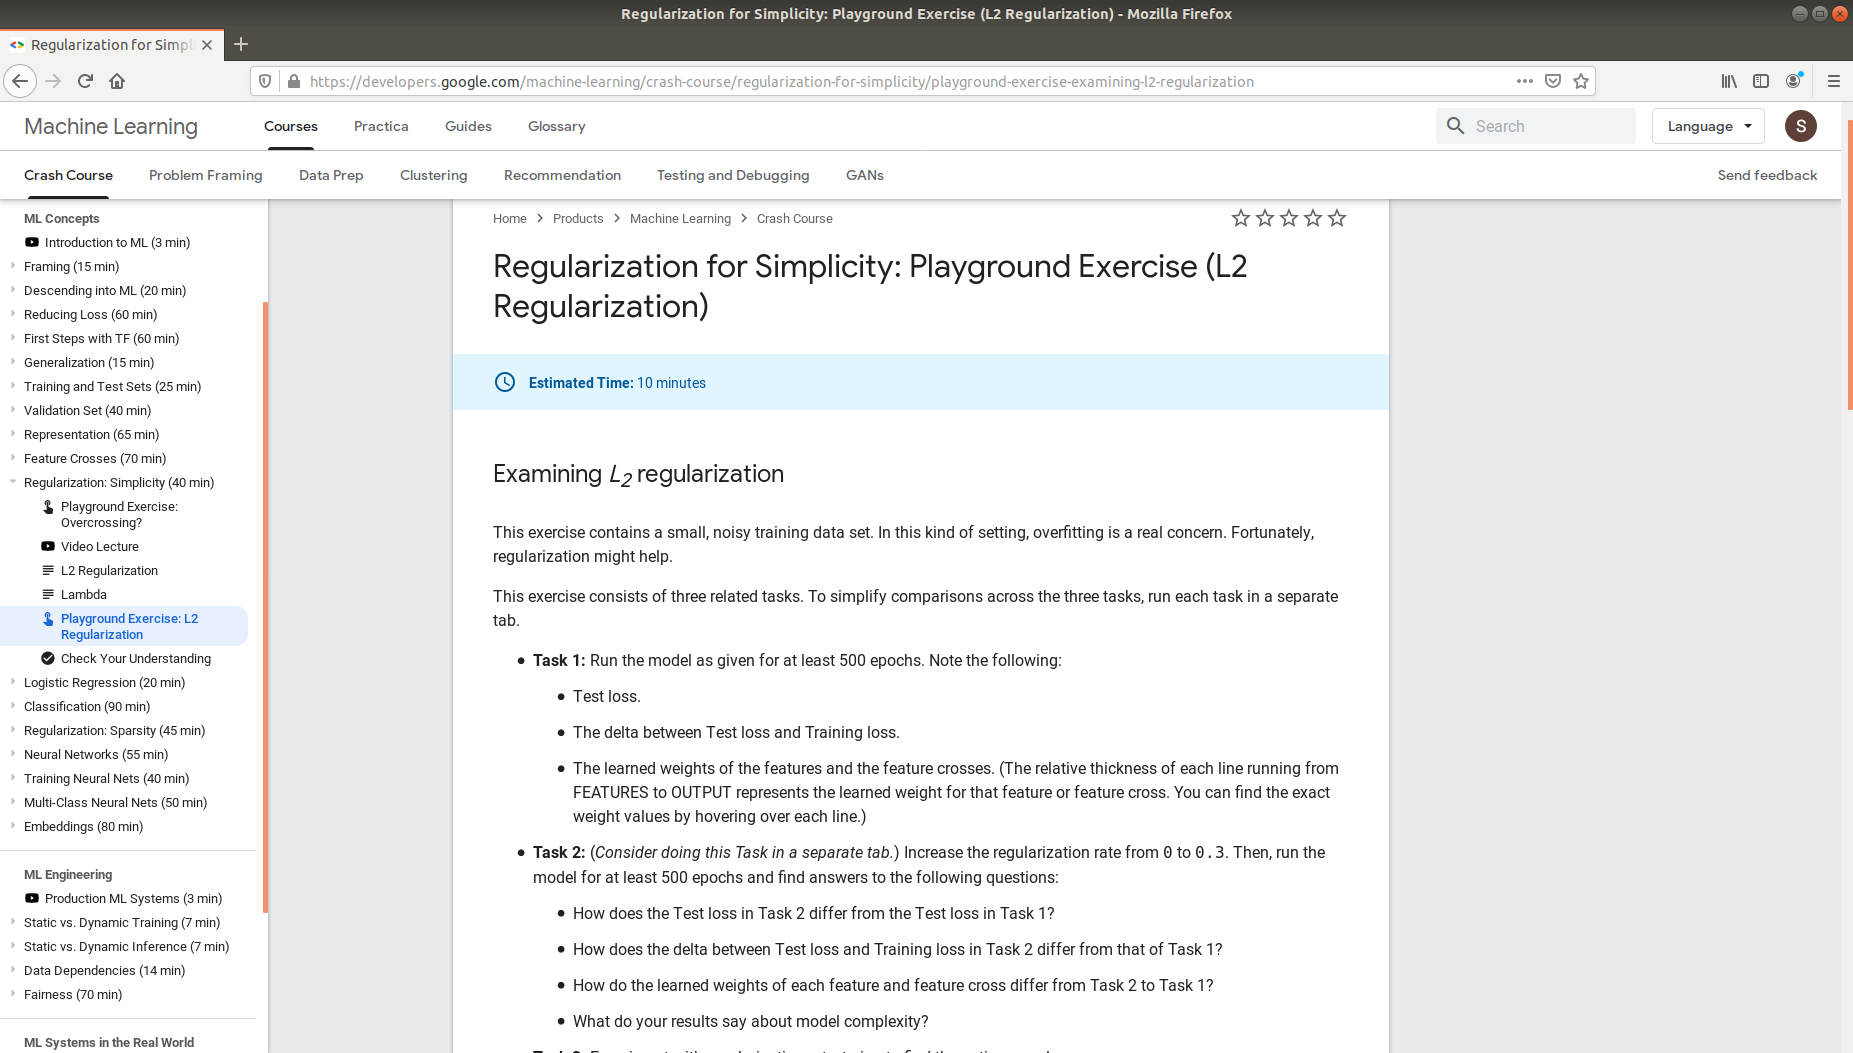 Regularization for Simplicity: Playground Exercise (L2 Regularization) - Mozilla Firefox
Regularization for Simpl
https://developers.google.com/machine-learning/crash-course/regularization-for-simplicity/playground-exercise-examining-l2-regularization
Machine Learning
Courses
Practica
Guides
Glossary
Search
Language
S
Crash Course
Problem Framing
Data Prep
Clustering
Recommendation
Testing and Debugging
GANs
Send feedback
ML Concepts
Introduction to ML (3 min)
Framing (15 min)
Descending into ML (20 min)
Reducing Loss (60 min)
First Steps with TF (60 min)
Generalization (15 min)
Training and Test Sets (25 min)
Validation Set (40 min)
Representation (65 min)
Feature Crosses (70 min)
Regularization: Simplicity (40 min)
Playground Exercise:
Overcrossing?
Video Lecture
L2 Regularization
Lambda
Playground Exercise: L2
Regularization
Check Your Understanding
Logistic Regression (20 min)
Classification (90 min)
Regularization: Sparsity (45 min)
Neural Networks (55 min)
Training Neural Nets (40 min)
Multi-Class Neural Nets (50 min)
Embeddings (80 min)
ML Engineering
Production ML Systems (3 min)
Static vs. Dynamic Training (7 min)
Static vs. Dynamic Inference (7 min)
Data Dependencies (14 min)
Fairness (70 min)
ML Systems in the Real World
Home > Products > Machine Learning > Crash Course
Regularization for Simplicity: Playground Exercise (L2
Regularization)
Estimated Time: 10 minutes
Examining L2 regularization
This exercise contains a small, noisy training data set. In this kind of setting, overfitting is a real concern. Fortunately,
regularization might help.
This exercise consists of three related tasks. To simplify comparisons across the three tasks, run each task in a separate
tab.
• Task 1: Run the model as given for at least 500 epochs. Note the following:
• Test loss.
• The delta between Test loss and Training loss.
• The learned weights of the features and the feature crosses. (The relative thickness of each line running from
FEATURES to OUTPUT represents the learned weight for that feature or feature cross. You can find the exact
weight values by hovering over each line.)
• Task 2: (Consider doing this Task in a separate tab.) Increase the regularization rate from 0 to 0.3. Then, run the
model for at least 500 epochs and find answers to the following questions:
• How does the Test loss in Task 2 differ from the Test loss in Task 1?
• How does the delta between Test loss and Training loss in Task 2 differ from that of Task 1?
• How do the learned weights of each feature and feature cross differ from Task 2 to Task 1?
• What do your results say about model complexity?